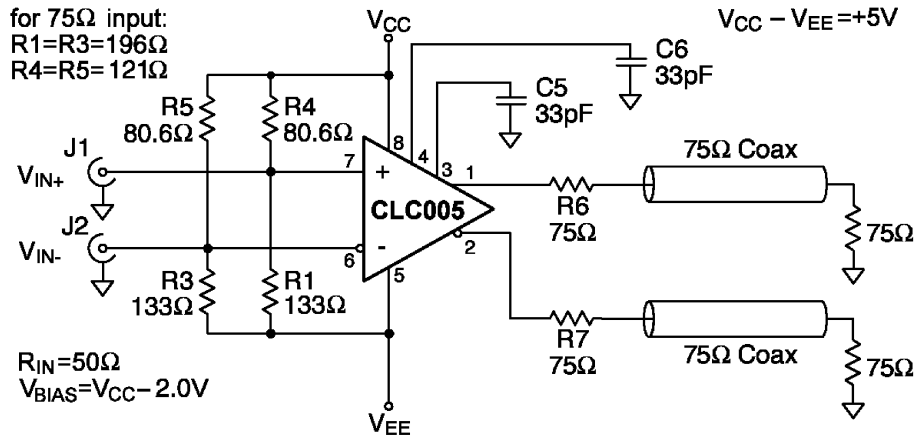 for 75Ω input:
R1=R3=196Ω
R4=R5=121Ω
VCC
VCC – VEE=+5V
C6
33pF
C5
33pF
R5
80.6Ω
R4
80.6Ω
J1
VIN+
7
+
8
4
3
1
CLC005
75Ω Coax
R6
75Ω
75Ω
J2
VIN-
6
-
5
2
R3
133Ω
R1
133Ω
R7
75Ω
75Ω Coax
75Ω
RIN=50Ω
VBIAS=VCC– 2.0V
VEE